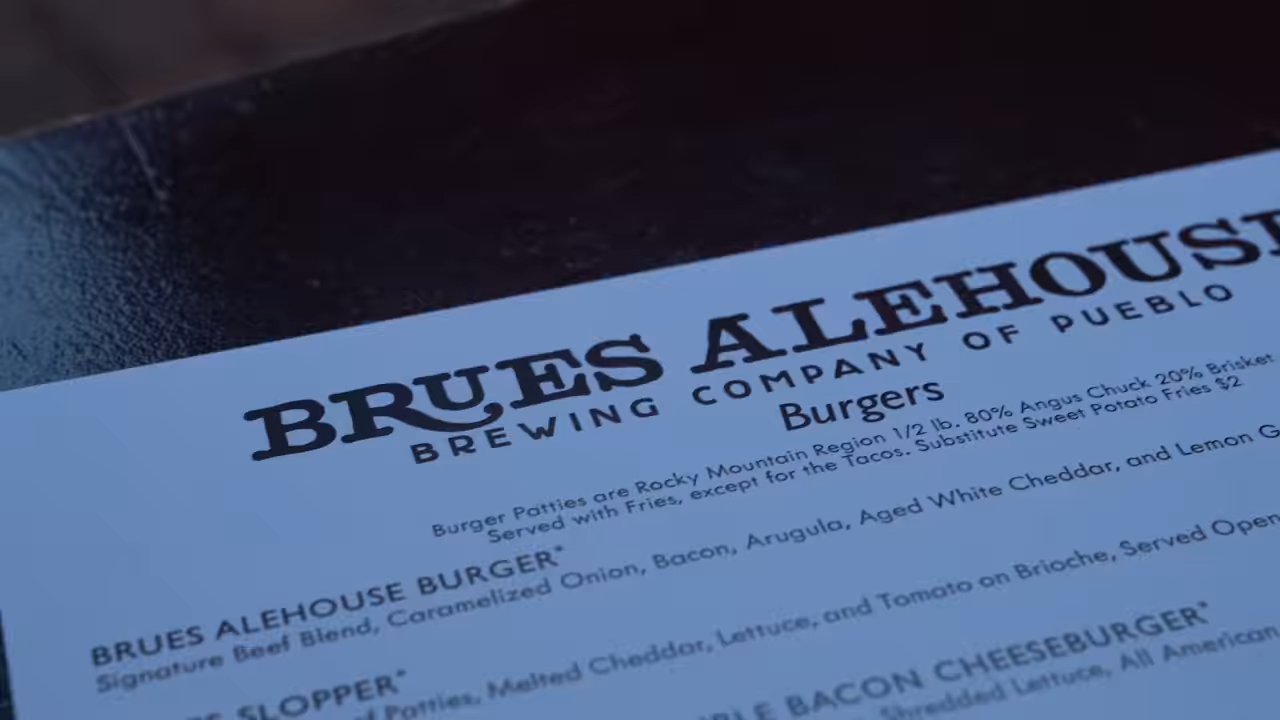 BRUES ALEHOUSE
BREWING COMPANY OF PUEBLO
Burgers
Burger Patties are Rocky Mountain Region 1/2 lb. 80% Angus Chuck 20% Brisket
Served with Fries, except for the Tacos. Substitute Sweet Potato Fries $2
BRUES ALEHOUSE BURGER*
Signature Beef Blend, Caramelized Onion, Bacon, Arugula, Aged White Cheddar, and Lemon
SLOPPER*
Patties, Melted Cheddar, Lettuce, and Tomato on Brioche, Served Open
BACON CHEESEBURGER*
Shredded Lettuce, All American